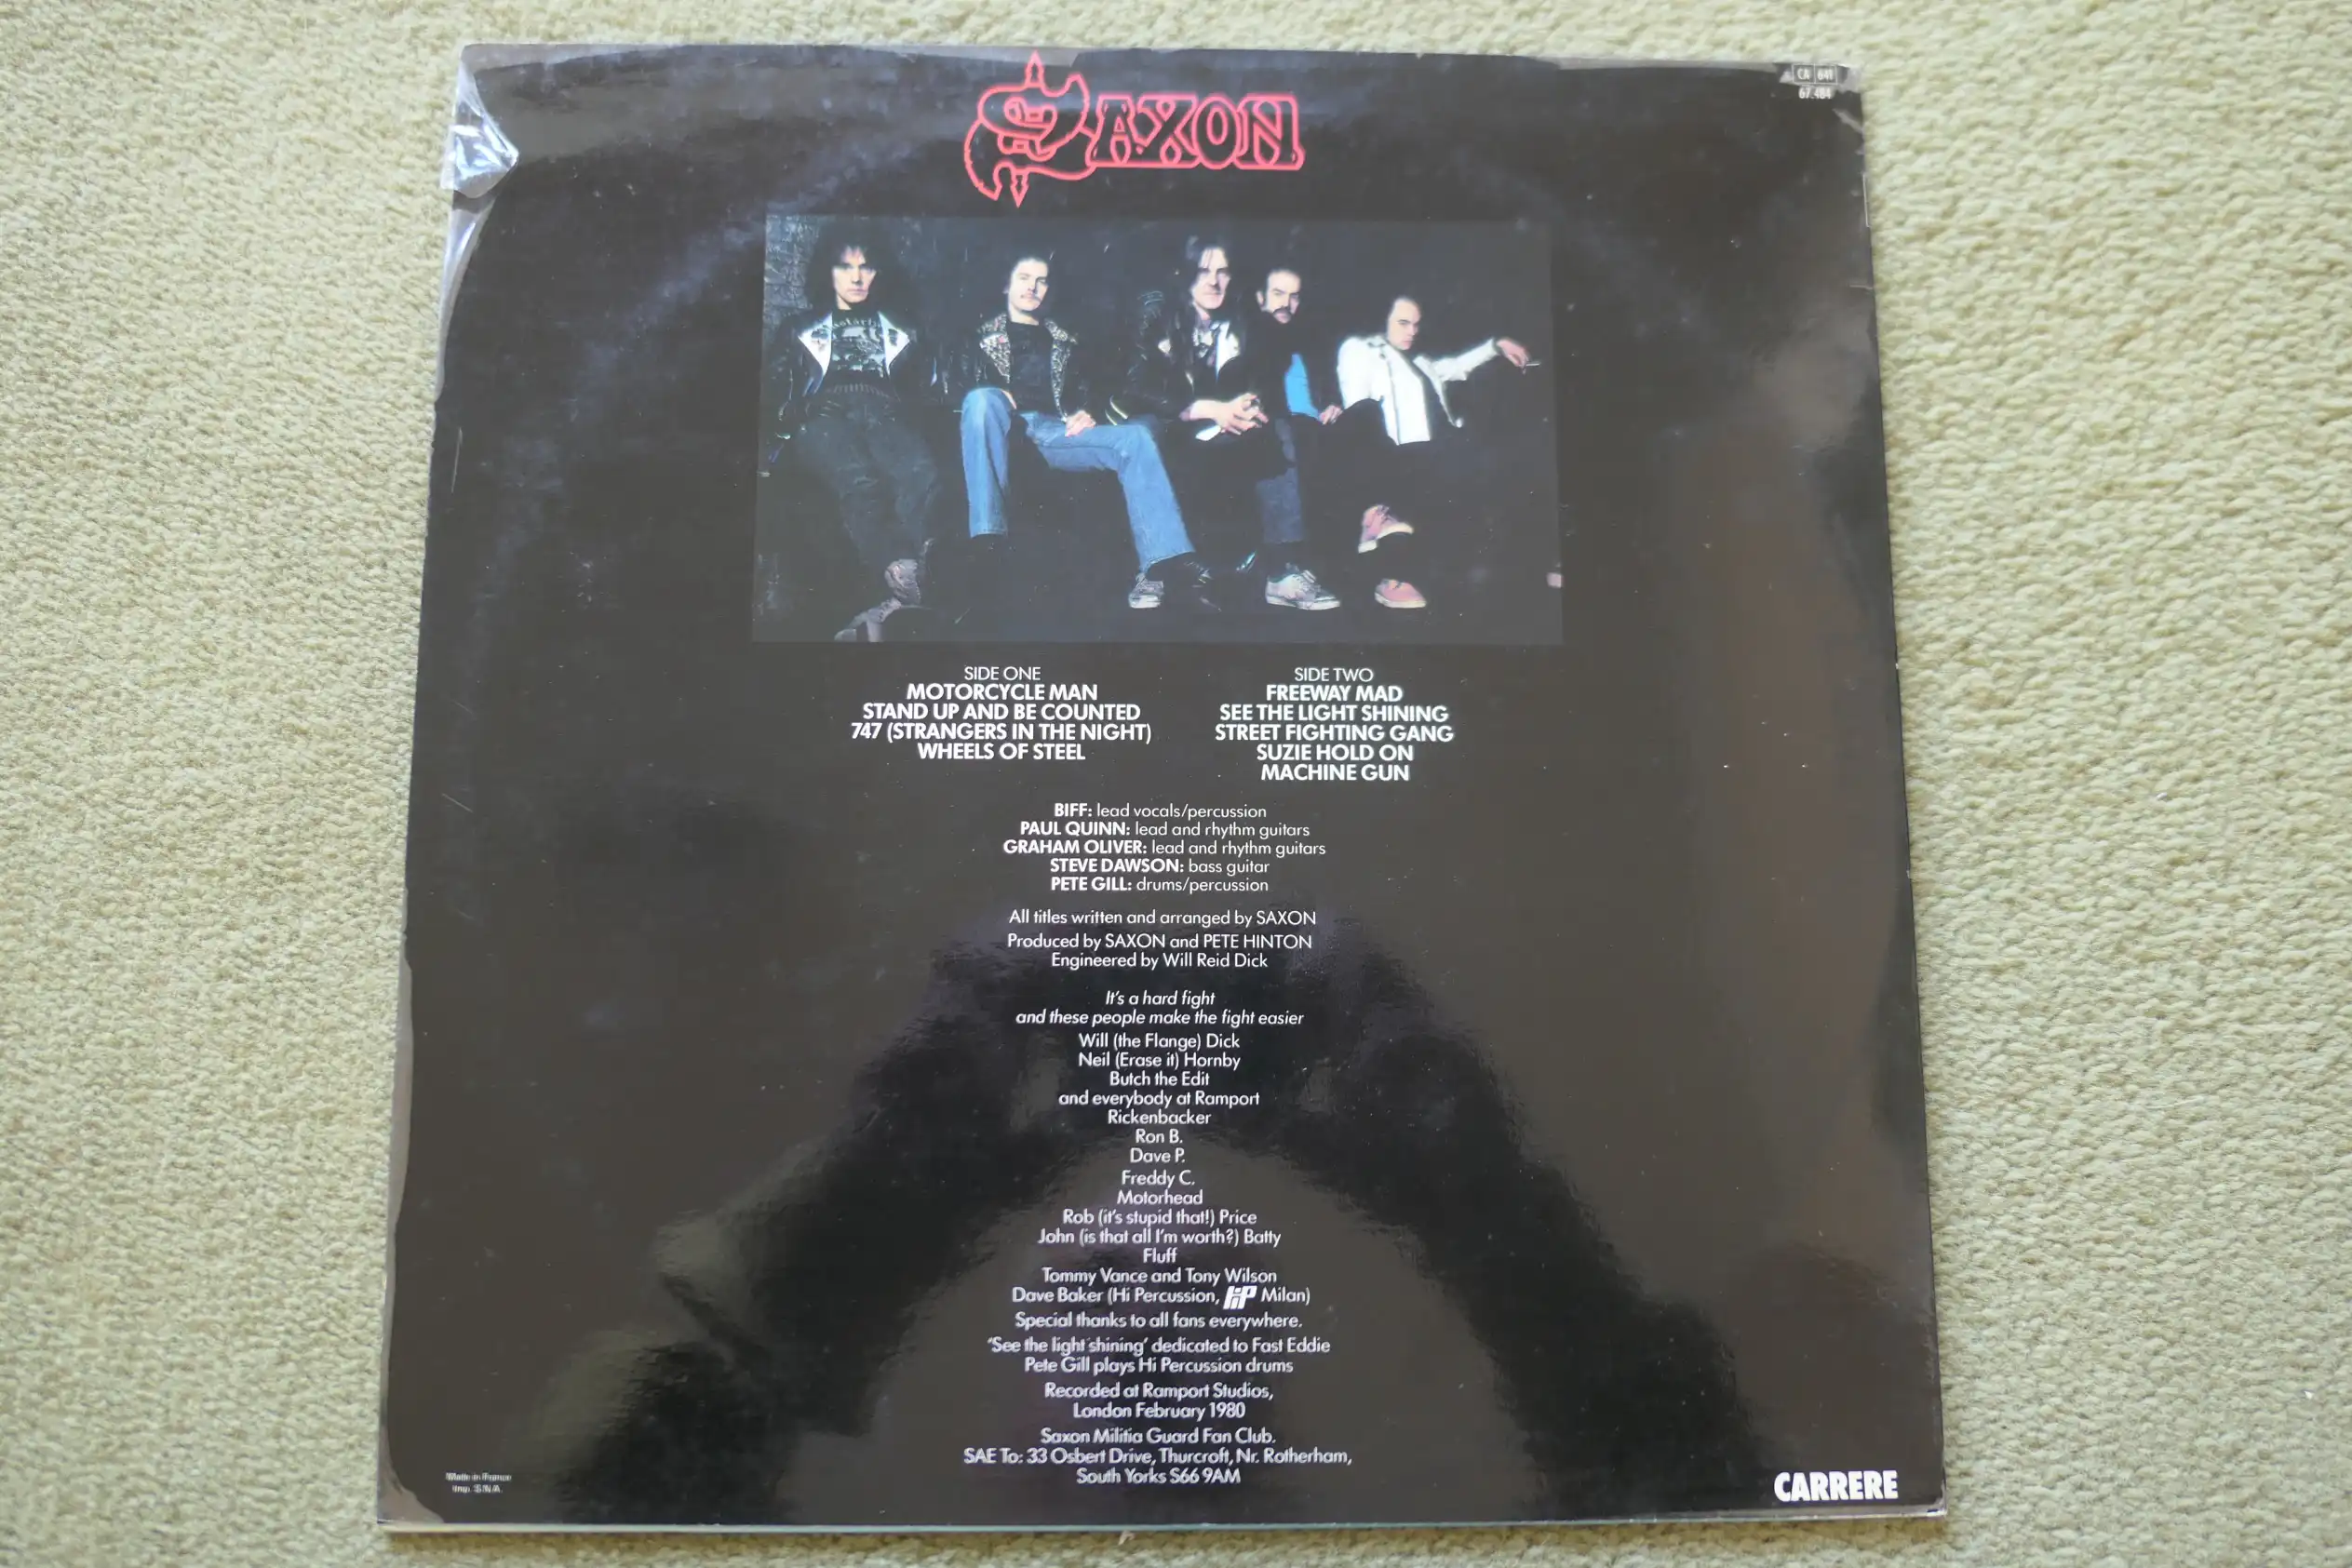 SAXON
CA 641
67.484
SIDE ONE
MOTORCYCLE MAN
STAND UP AND BE COUNTED
747 (STRANGERS IN THE NIGHT)
WHEELS OF STEEL
SIDE TWO
FREEWAY MAD
SEE THE LIGHT SHINING
STREET FIGHTING GANG
SUZIE HOLD ON
MACHINE GUN
BIFF: lead vocals/percussion
PAUL QUINN: lead and rhythm guitars
GRAHAM OLIVER: lead and rhythm guitars
STEVE DAWSON: bass guitar
PETE GILL: drums/percussion
All titles written and arranged by SAXON
Produced by SAXON and PETE HINTON
Engineered by Will Reid Dick
It's a hard fight
and these people make the fight easier
Will (the Flange) Dick
Neil (Erase it) Hornby
Butch the Edit
and everybody at Ramport
Rickenbacker
Ron B.
Dave P.
Freddy C.
Motorhead
Rob (it's stupid that!) Price
John (is that all I'm worth?) Batty
Fluff
Tommy Vance and Tony Wilson
Dave Baker (Hi Percussion, HiP Milan)
Special thanks to all fans everywhere.
'See the light shining' dedicated to Fast Eddie
Pete Gill plays Hi Percussion drums
Recorded at Ramport Studios,
London February 1980
Saxon Militia Guard Fan Club.
SAE To: 33 Osbert Drive, Thurcroft, Nr. Rotherham,
South Yorks S66 9AM
Made in France
Imp. S.N.A.
CARRERE